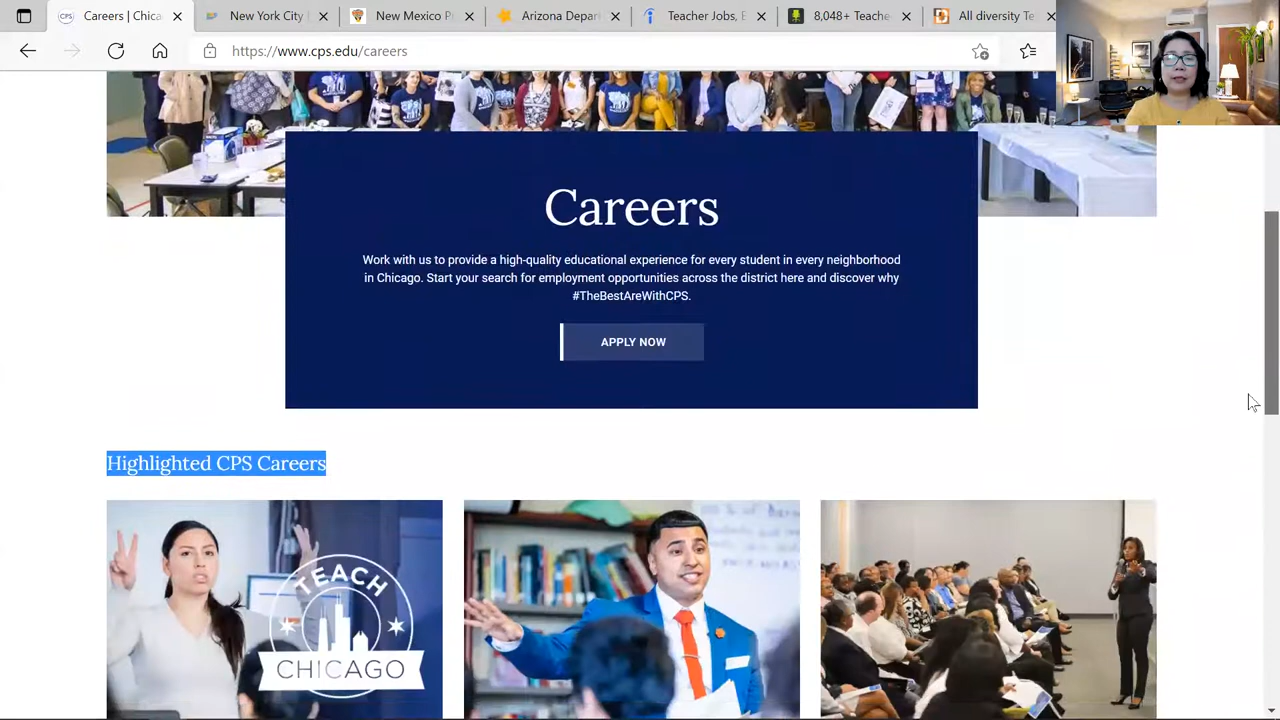 Careers | Chica
New York City
New Mexico P
Arizona Depar
Teacher Jobs, E
8,048+ Teache
All diversity Te
https://www.cps.edu/careers
Careers
Work with us to provide a high-quality educational experience for every student in every neighborhood
in Chicago. Start your search for employment opportunities across the district here and discover why
#TheBestAreWithCPS.
APPLY NOW
Highlighted CPS Careers
TEACH
CHICAGO